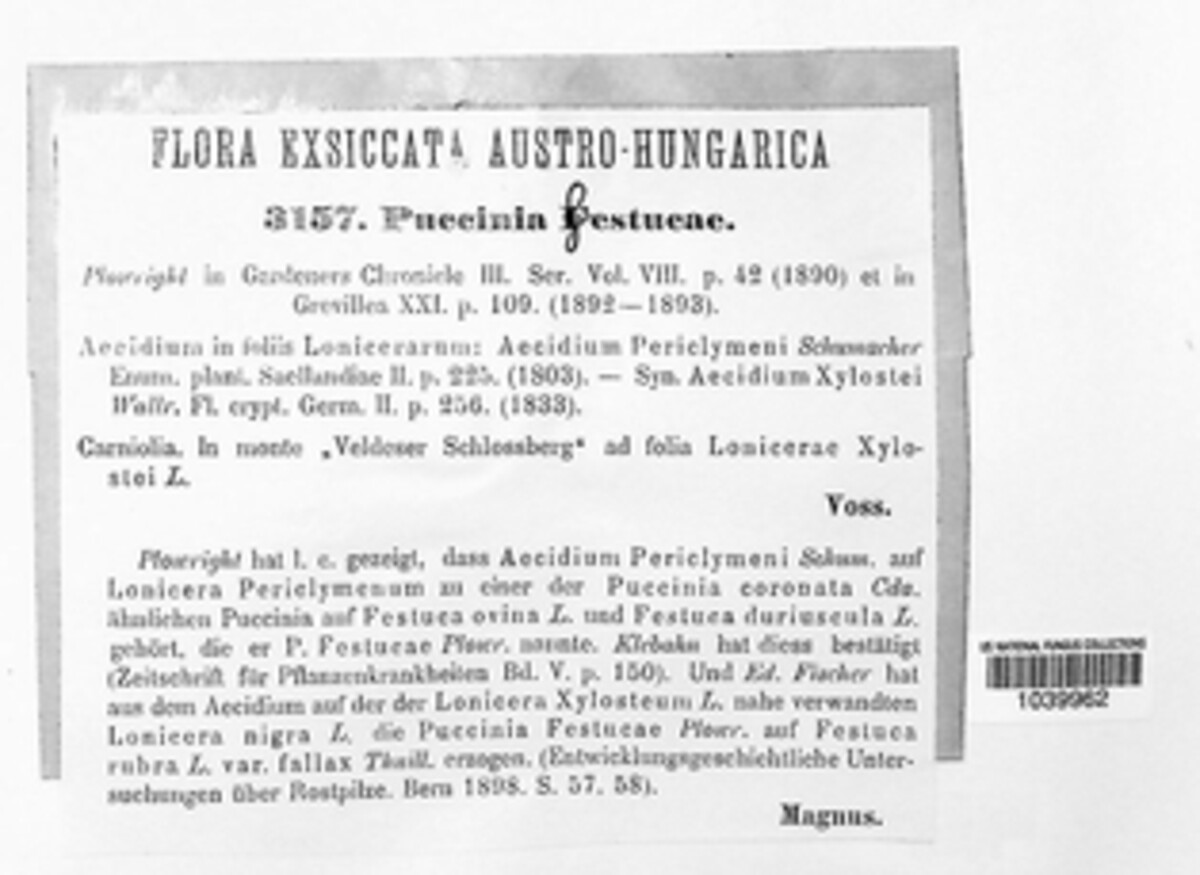 FLORA EXSICCATA AUSTRO-HUNGARICA
3157. Puccinia festucae.
Plowright in Gardeners Chronicle III. Ser. Vol. VIII. p. 42 (1890) et in
Grevillea XXI. p. 109. (1892—1893).
Aecidium in foliis Lonicerarum: Aecidium Periclymeni Schumacher
Enum. plant. Saellandiae II. p. 225. (1803). — Syn. Aecidium Xylostei
Wallr. Fl. crypt. Germ. II. p. 256. (1833).
Carniolia. In monte „Veldeser Schlossberg“ ad folia Lonicerae Xylo-
stei L.
Voss.
Plowright hat l. c. gezeigt, dass Aecidium Periclymeni Schum. auf
Lonicera Periclymenum zu einer der Puccinia coronata Cda.
ähnlichen Puccinia auf Festuca ovina L. und Festuca duriuscula L.
gehört, die er P. Festucae Plowr. nannte. Klebahn hat diess bestätigt
(Zeitschrift für Pflanzenkrankheiten Bd. V. p. 150). Und Ed. Fischer hat
aus dem Aecidium auf der der Lonicera Xylosteum L. nahe verwandten
Lonicera nigra L. die Puccinia Festucae Plowr. auf Festuca
rubra L. var. fallax Thuill. erzogen. (Entwicklungsgeschichtliche Unter-
suchungen über Rostpilze. Bern 1898. S. 57. 58).
Magnus.
US NATIONAL FUNGUS COLLECTIONS
1039962